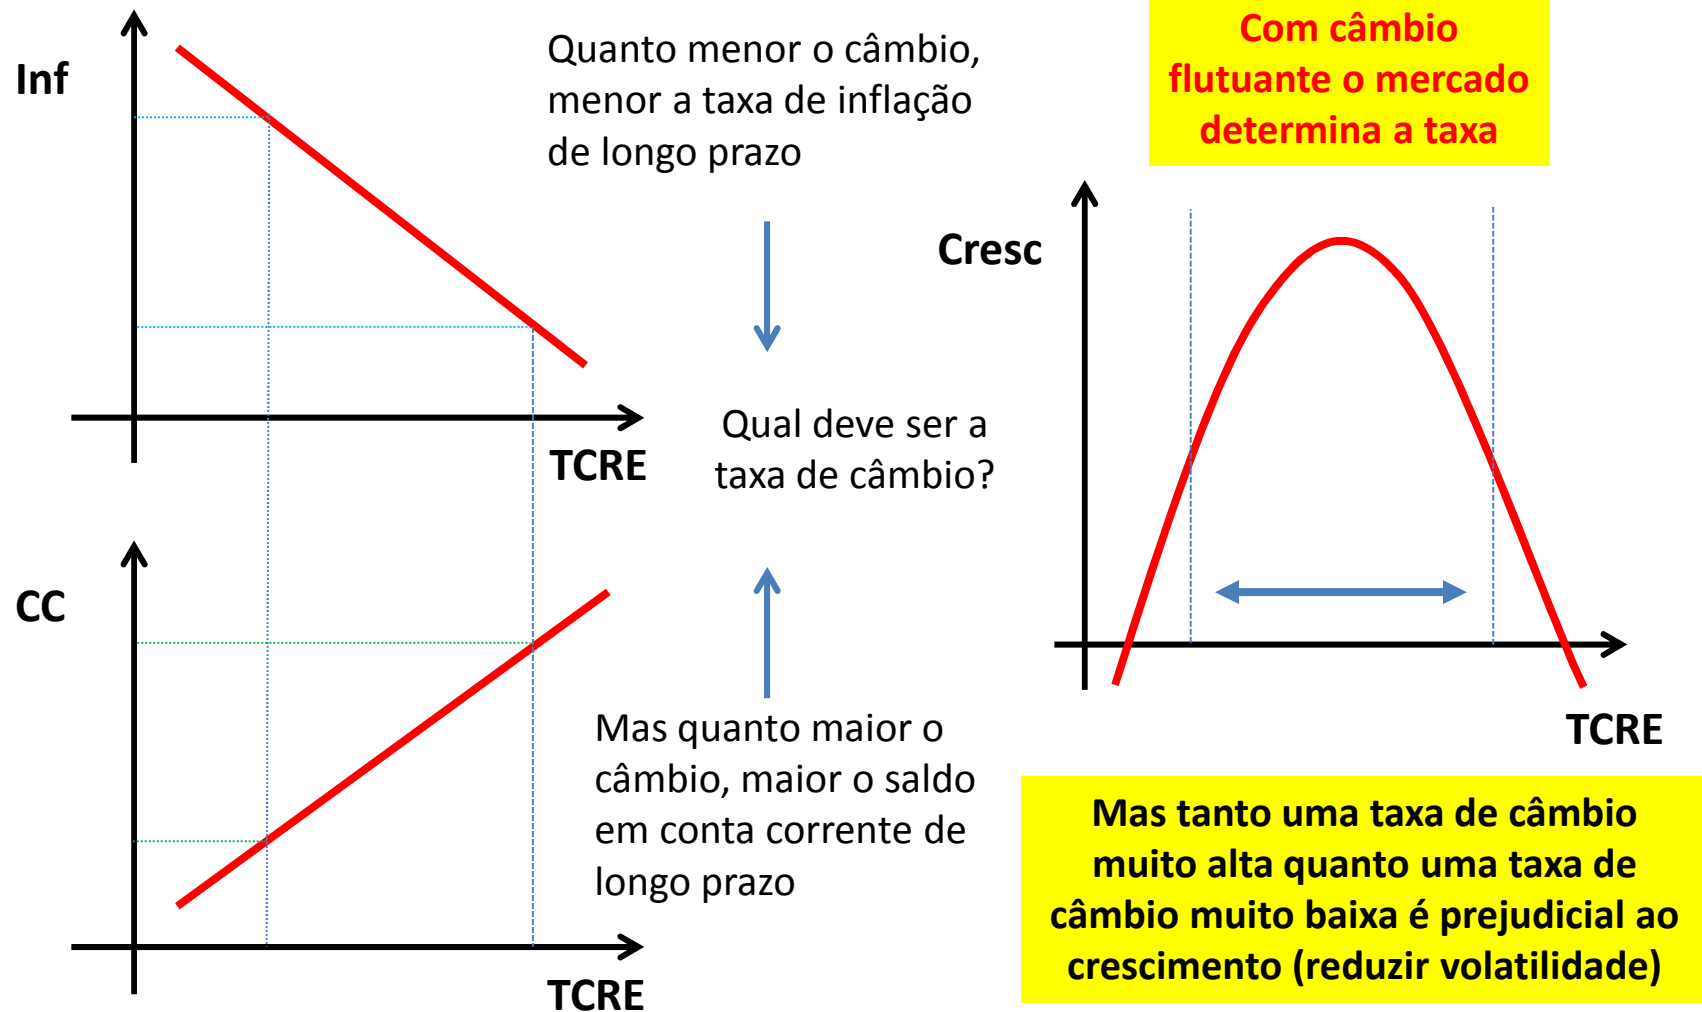 Inf
Quanto menor o câmbio,
menor a taxa de inflação
de longo prazo
TCRE
Qual deve ser a
taxa de câmbio?
CC
Mas quanto maior o
câmbio, maior o saldo
em conta corrente de
longo prazo
TCRE
Com câmbio
flutuante o mercado
determina a taxa
Cresc
TCRE
Mas tanto uma taxa de câmbio
muito alta quanto uma taxa de
câmbio muito baixa é prejudicial ao
crescimento (reduzir volatilidade)